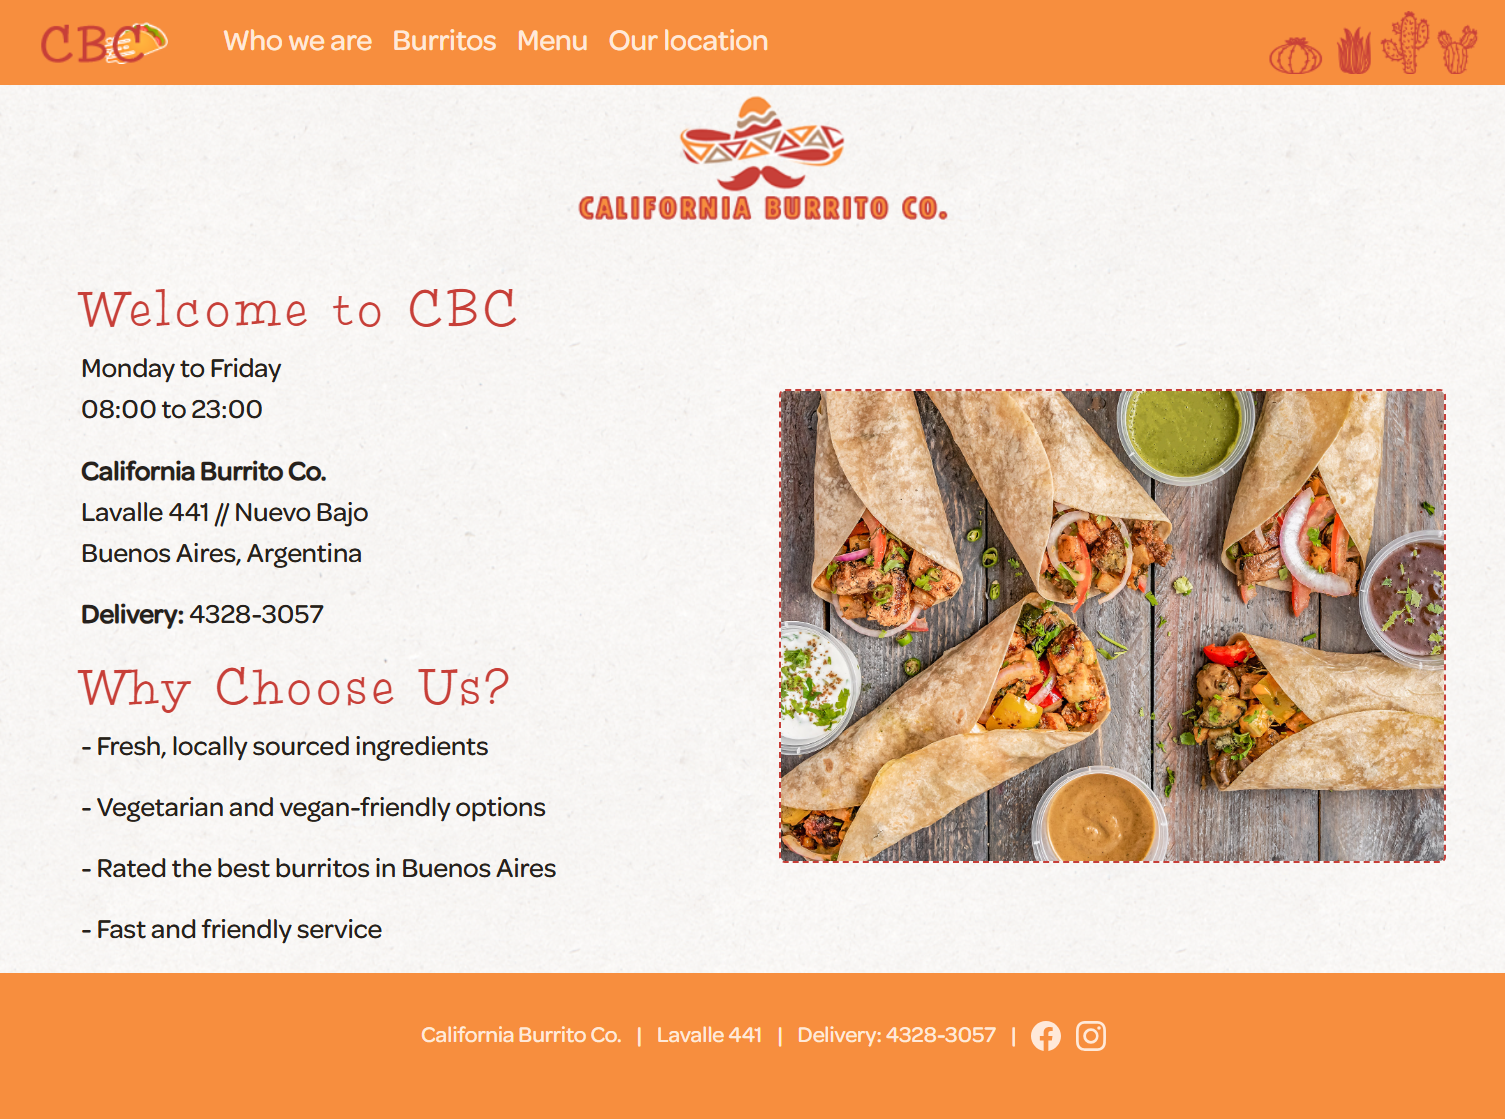 CBC
Who we are Burritos Menu Our location
CALIFORNIA BURRITO CO.
Welcome to CBC
Monday to Friday
08:00 to 23:00
California Burrito Co.
Lavalle 441 // Nuevo Bajo
Buenos Aires, Argentina
Delivery: 4328-3057
Why Choose Us?
- Fresh, locally sourced ingredients
- Vegetarian and vegan-friendly options
- Rated the best burritos in Buenos Aires
- Fast and friendly service
California Burrito Co. | Lavalle 441 | Delivery: 4328-3057 |